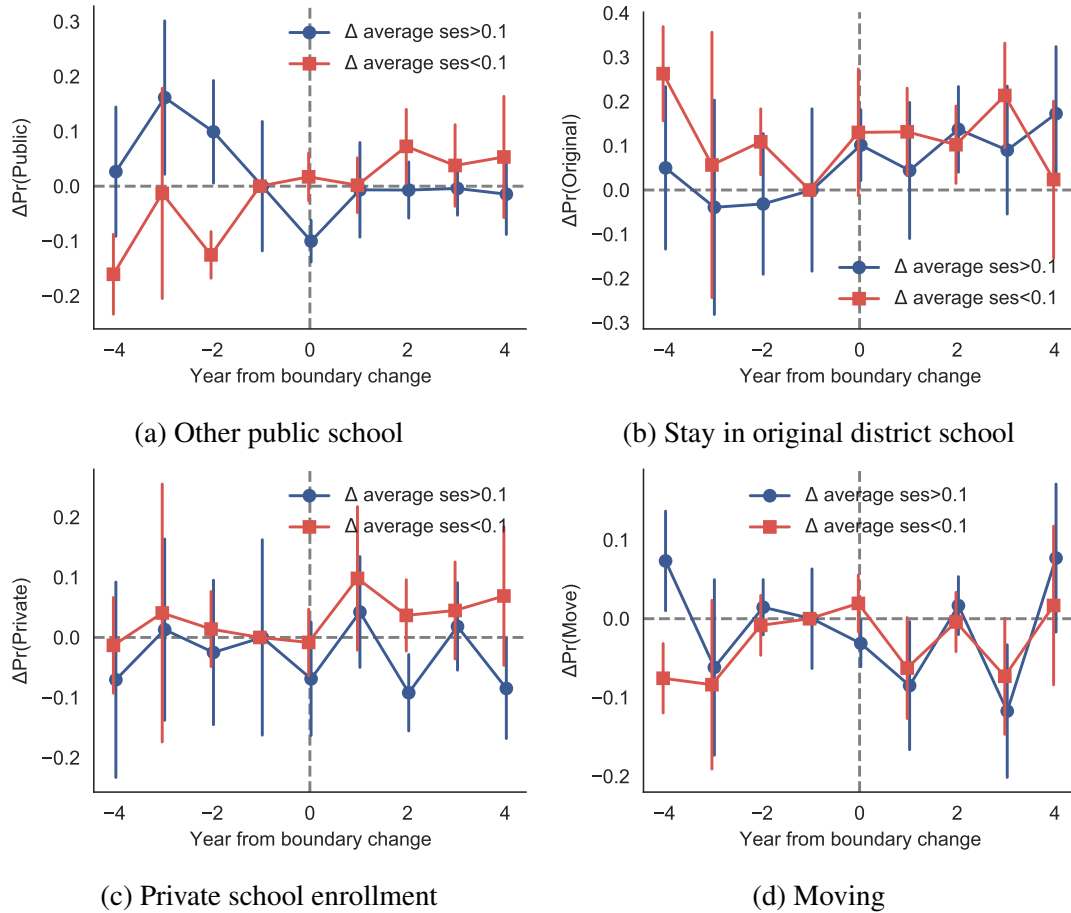 0.3
0.2
0.1
0.0
−0.1
−0.2
ΔPr(Public)
Δ average ses>0.1
Δ average ses<0.1
−4 −2 0 2 4
Year from boundary change
(a) Other public school
0.4
0.3
0.2
0.1
0.0
−0.1
−0.2
−0.3
ΔPr(Original)
Δ average ses>0.1
Δ average ses<0.1
−4 −2 0 2 4
Year from boundary change
(b) Stay in original district school
0.2
0.1
0.0
−0.1
−0.2
ΔPr(Private)
Δ average ses>0.1
Δ average ses<0.1
−4 −2 0 2 4
Year from boundary change
(c) Private school enrollment
0.1
0.0
−0.1
−0.2
ΔPr(Move)
Δ average ses>0.1
Δ average ses<0.1
−4 −2 0 2 4
Year from boundary change
(d) Moving